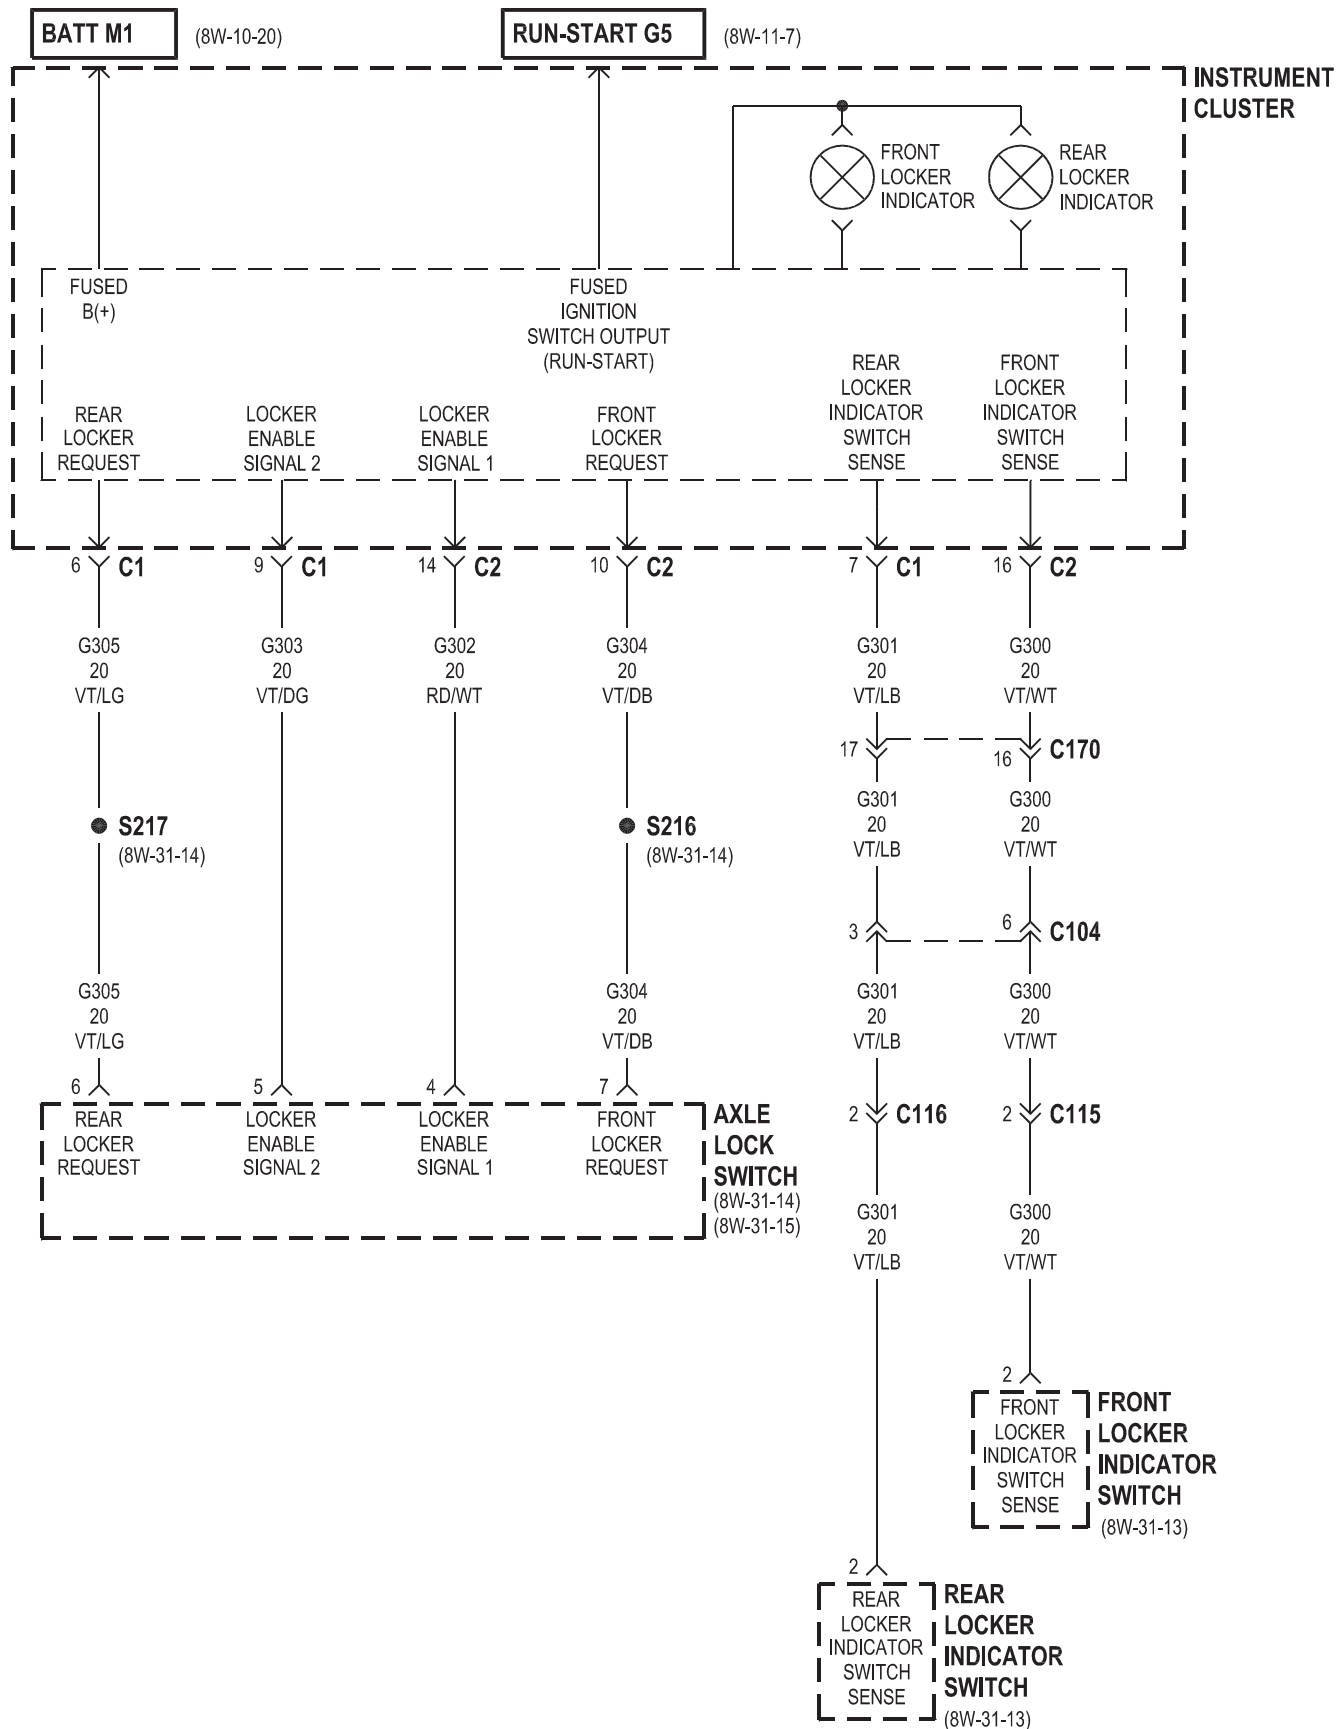 BATT M1 (8W-10-20) RUN-START G5 (8W-11-7)
INSTRUMENT
CLUSTER
FRONT
LOCKER
INDICATOR
REAR
LOCKER
INDICATOR
FUSED
B(+)
FUSED
IGNITION
SWITCH OUTPUT
(RUN-START)
REAR
LOCKER
REQUEST
LOCKER
ENABLE
SIGNAL 2
LOCKER
ENABLE
SIGNAL 1
FRONT
LOCKER
REQUEST
REAR
LOCKER
INDICATOR
SWITCH
SENSE
FRONT
LOCKER
INDICATOR
SWITCH
SENSE
6 C1 9 C1 14 C2 10 C2 7 C1 16 C2
G305 G303 G302 G304 G301 G300
20 20 20 20 20 20
VT/LG VT/DG RD/WT VT/DB VT/LB VT/WT
17 16 C170
G301 G300
20 20
VT/LB VT/WT
S217
(8W-31-14)
S216
(8W-31-14)
3 6 C104
G305 G304 G301 G300
20 20 20 20
VT/LG VT/DB VT/LB VT/WT
6 5 4 7
REAR
LOCKER
REQUEST
LOCKER
ENABLE
SIGNAL 2
LOCKER
ENABLE
SIGNAL 1
FRONT
LOCKER
REQUEST
AXLE
LOCK
SWITCH
(8W-31-14)
(8W-31-15)
2 C116 2 C115
G301 G300
20 20
VT/LB VT/WT
2
FRONT
LOCKER
INDICATOR
SWITCH
SENSE
FRONT
LOCKER
INDICATOR
SWITCH
(8W-31-13)
2
REAR
LOCKER
INDICATOR
SWITCH
SENSE
REAR
LOCKER
INDICATOR
SWITCH
(8W-31-13)